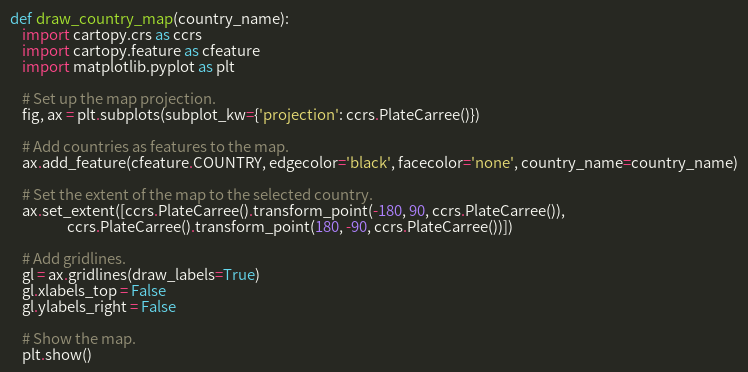 def draw_country_map(country_name):
    import cartopy.crs as ccrs
    import cartopy.feature as cfeature
    import matplotlib.pyplot as plt

    # Set up the map projection.
    fig, ax = plt.subplots(subplot_kw={'projection': ccrs.PlateCarree()})

    # Add countries as features to the map.
    ax.add_feature(cfeature.COUNTRY, edgecolor='black', facecolor='none', country_name=country_name)

    # Set the extent of the map to the selected country.
    ax.set_extent([ccrs.PlateCarree().transform_point(-180, 90, ccrs.PlateCarree()),
                ccrs.PlateCarree().transform_point(180, -90, ccrs.PlateCarree())])

    # Add gridlines.
    gl = ax.gridlines(draw_labels=True)
    gl.xlabels_top = False
    gl.ylabels_right = False

    # Show the map.
    plt.show()